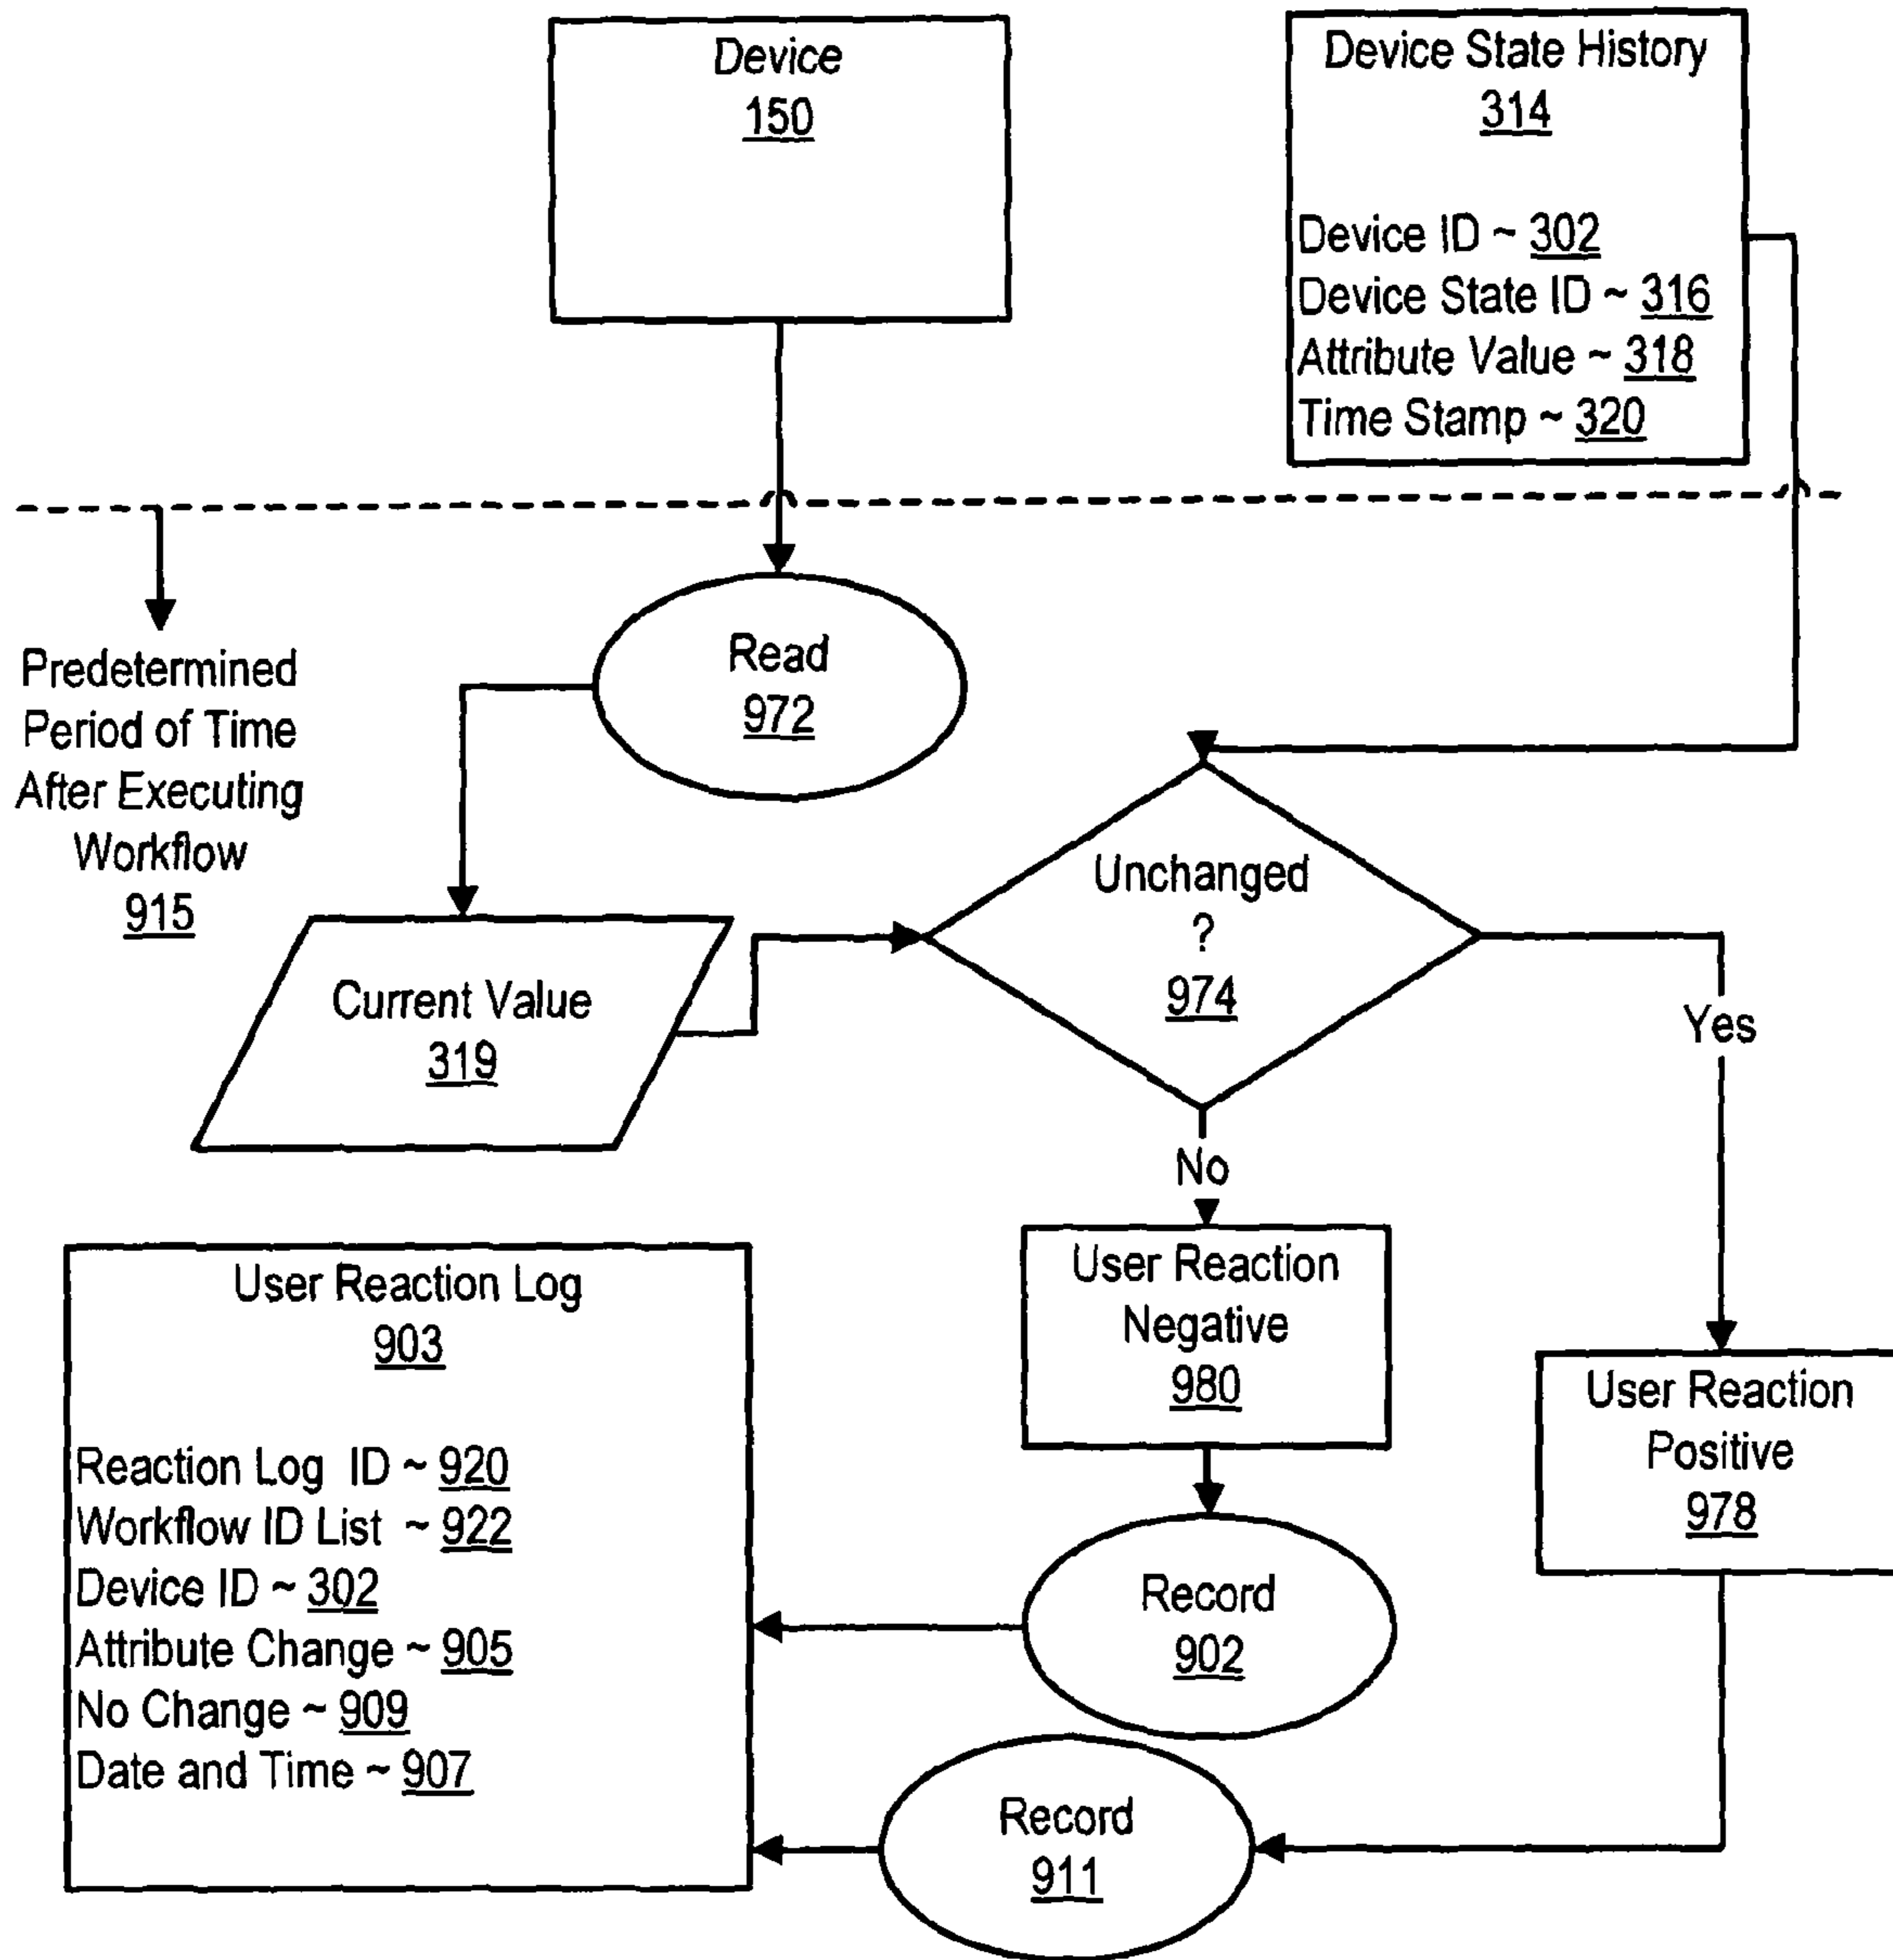 Device
150
Device State History
314
Device ID ~ 302
Device State ID ~ 316
Attribute Value ~ 318
Time Stamp ~ 320
Predetermined
Period of Time
After Executing
Workflow
915
Read
972
Current Value
319
Unchanged
?
974
Yes
No
User Reaction
Negative
980
User Reaction
Positive
978
User Reaction Log
903
Reaction Log ID ~ 920
Workflow ID List ~ 922
Device ID ~ 302
Attribute Change ~ 905
No Change ~ 909
Date and Time ~ 907
Record
902
Record
911